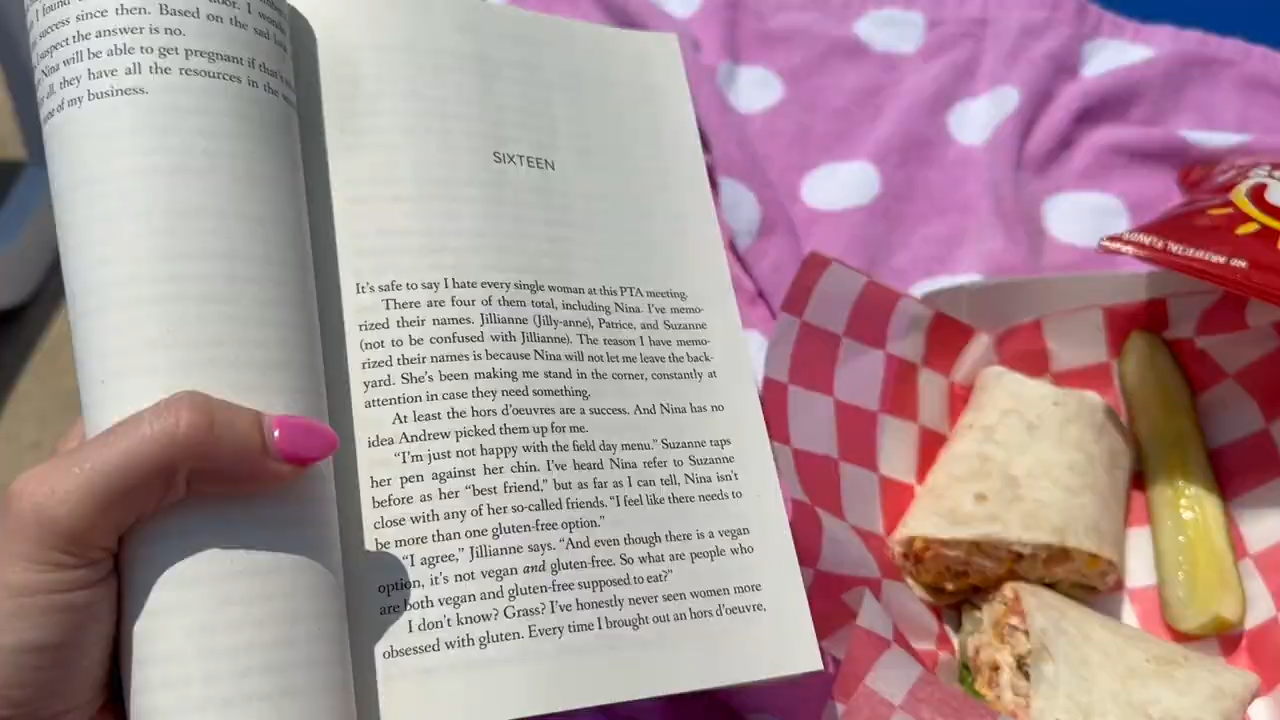 I found
door. I
success since then. Based on the sad
suspect the answer is no.
Nina will be able to get pregnant if that's
all, they have all the resources in the
of my business.
SIXTEEN
It's safe to say I hate every single woman at this PTA meeting.
There are four of them total, including Nina. I've memo-
rized their names. Jillianne (Jilly-anne), Patrice, and Suzanne
(not to be confused with Jillianne). The reason I have memo-
rized their names is because Nina will not let me leave the back-
yard. She's been making me stand in the corner, constantly at
attention in case they need something.
At least the hors d'oeuvres are a success. And Nina has no
idea Andrew picked them up for me.
"I'm just not happy with the field day menu." Suzanne taps
her pen against her chin. I've heard Nina refer to Suzanne
before as her "best friend," but as far as I can tell, Nina isn't
close with any of her so-called friends. "I feel like there needs to
be more than one gluten-free option."
"I agree," Jillianne says. "And even though there is a vegan
option, it's not vegan and gluten-free. So what are people who
are both vegan and gluten-free supposed to eat?"
I don't know? Grass? I've honestly never seen women more
obsessed with gluten. Every time I brought out an hors d'oeuvre,
NO ARTIFICIAL FLAVORS